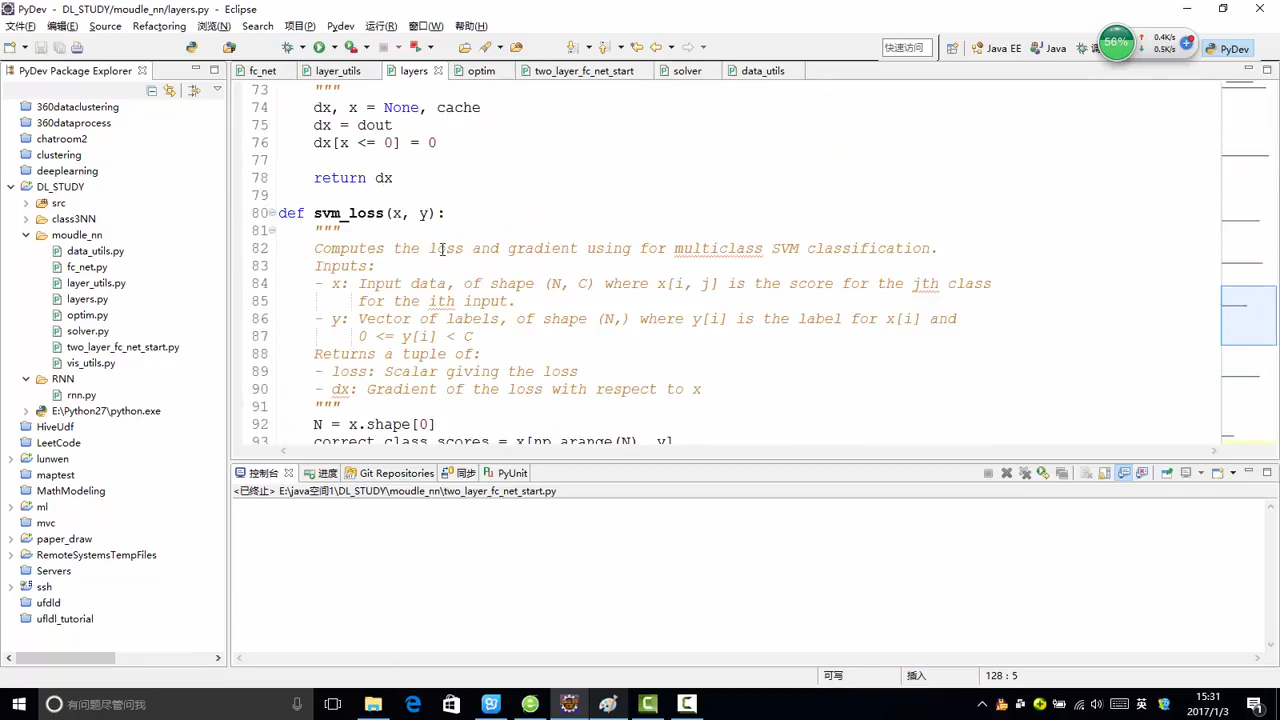 PyDev - DL_STUDY/moudle_nn/layers.py - Eclipse
文件(F) 编辑(E) Source Refactoring 浏览(N) Search 项目(P) Pydev 运行(R) 窗口(W) 帮助(H)
快速访问 Java EE Java PyDev
56% 0.4K/s
0.5K/s
PyDev Package Explorer
fc_net layer_utils layers optim two_layer_fc_net_start solver data_utils
360dataclustering
360dataprocess
chatroom2
clustering
deeplearning
DL_STUDY
src
class3NN
moudle_nn
data_utils.py
fc_net.py
layer_utils.py
layers.py
optim.py
solver.py
two_layer_fc_net_start.py
vis_utils.py
RNN
rnn.py
E:\Python27\python.exe
HiveUdf
LeetCode
lunwen
maptest
MathModeling
ml
mvc
paper_draw
RemoteSystemsTempFiles
Servers
ssh
ufdld
ufldl_tutorial
73 """
74 dx, x = None, cache
75 dx = dout
76 dx[x <= 0] = 0
77
78 return dx
79
80 def svm_loss(x, y):
81 """
82 Computes the loss and gradient using for multiclass SVM classification.
83 Inputs:
84 - x: Input data, of shape (N, C) where x[i, j] is the score for the jth class
85 for the ith input.
86 - y: Vector of labels, of shape (N,) where y[i] is the label for x[i] and
87 0 <= y[i] < C
88 Returns a tuple of:
89 - loss: Scalar giving the loss
90 - dx: Gradient of the loss with respect to x
91 """
92 N = x.shape[0]
93 correct_class_scores = x[np.arange(N), y]
控制台 进度 Git Repositories 同步 PyUnit
<已终止> E:\java空间1\DL_STUDY\moudle_nn\two_layer_fc_net_start.py
可写 插入 128 : 5
有问题尽管问我
英
15:31
2017/1/3